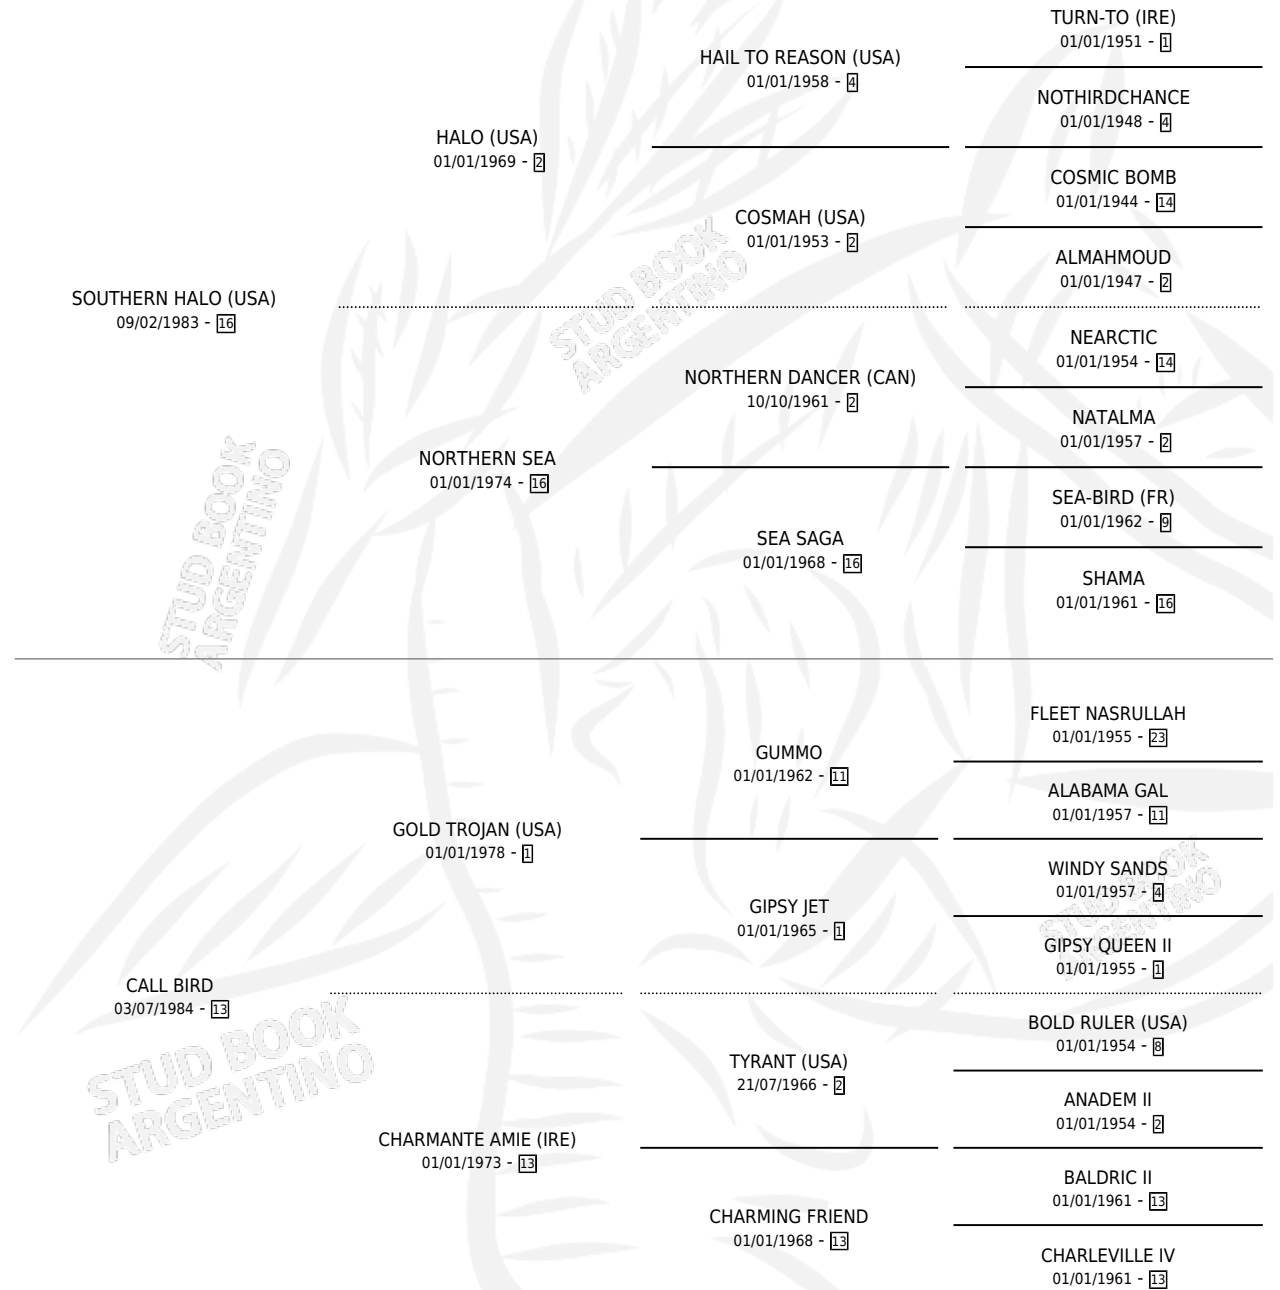 TURN-TO (IRE)
01/01/1951 - 1
HAIL TO REASON (USA)
01/01/1958 - 4
NOTHIRDCHANCE
01/01/1948 - 4
HALO (USA)
01/01/1969 - 2
COSMIC BOMB
01/01/1944 - 14
COSMAH (USA)
01/01/1953 - 2
ALMAHMOUD
01/01/1947 - 2
SOUTHERN HALO (USA)
09/02/1983 - 16
STUD BOOK
ARGENTINO
NEARCTIC
01/01/1954 - 14
NORTHERN DANCER (CAN)
10/10/1961 - 2
NATALMA
01/01/1957 - 2
NORTHERN SEA
01/01/1974 - 16
SEA-BIRD (FR)
01/01/1962 - 9
SEA SAGA
01/01/1968 - 16
SHAMA
01/01/1961 - 16
STUD BOOK
ARGENTINO
FLEET NASRULLAH
01/01/1955 - 23
GUMMO
01/01/1962 - 11
ALABAMA GAL
01/01/1957 - 11
GOLD TROJAN (USA)
01/01/1978 - 1
WINDY SANDS
01/01/1957 - 4
GIPSY JET
01/01/1965 - 1
STUD BOOK
ARGENTINO
GIPSY QUEEN II
01/01/1955 - 1
CALL BIRD
03/07/1984 - 13
STUD BOOK
ARGENTINO
BOLD RULER (USA)
01/01/1954 - 8
TYRANT (USA)
21/07/1966 - 2
ANADEM II
01/01/1954 - 2
CHARMANTE AMIE (IRE)
01/01/1973 - 13
BALDRIC II
01/01/1961 - 13
CHARMING FRIEND
01/01/1968 - 13
CHARLEVILLE IV
01/01/1961 - 13